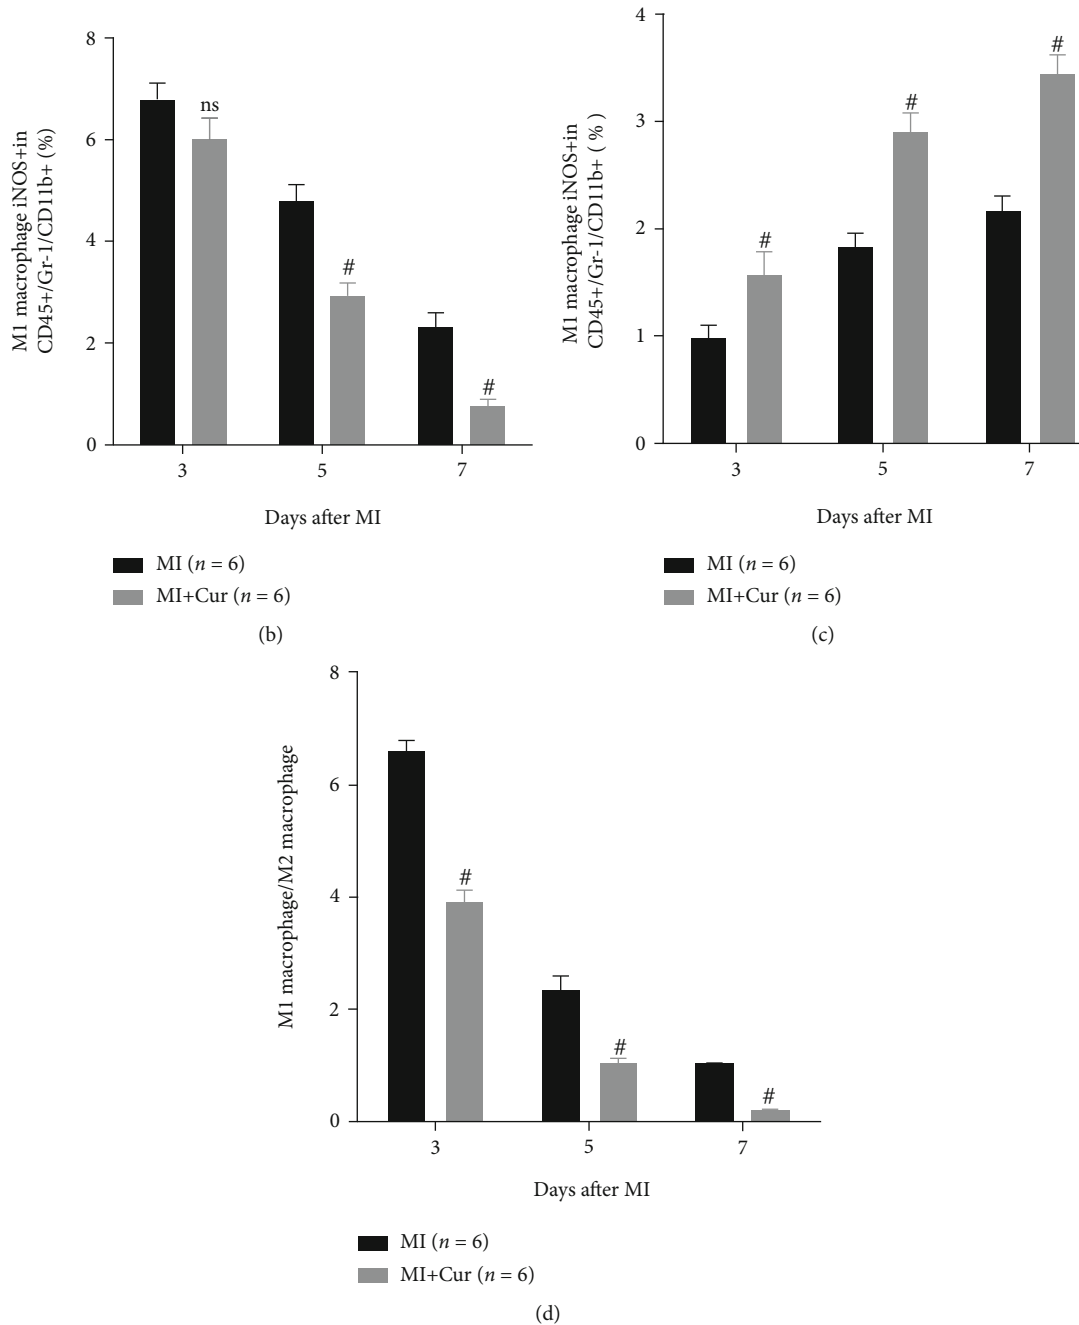 M1 macrophage iNOS+in
CD45+/Gr-1/CD11b+ (%)
8
6
4
2
0
ns
#
#
3
5
7
Days after MI
MI (n = 6)
MI+Cur (n = 6)
(b)
M1 macrophage iNOS+in
CD45+/Gr-1/CD11b+ ( % )
4
3
2
1
0
#
#
#
3
5
7
Days after MI
MI (n = 6)
MI+Cur (n = 6)
(c)
M1 macrophage/M2 macrophage
8
6
4
2
0
#
#
#
3
5
7
Days after MI
MI (n = 6)
MI+Cur (n = 6)
(d)